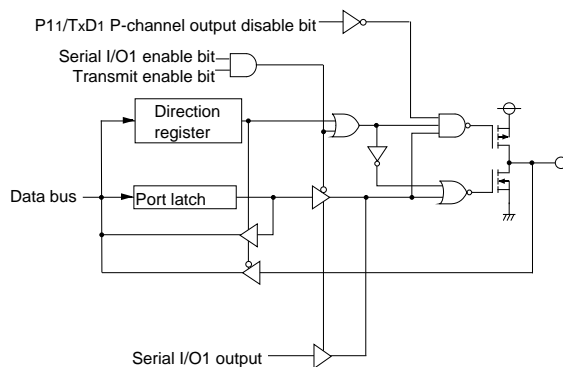 P11/TxD1 P-channel output disable bit
Serial I/O1 enable bit
Transmit enable bit
Direction
register
Data bus
Port latch
Serial I/O1 output